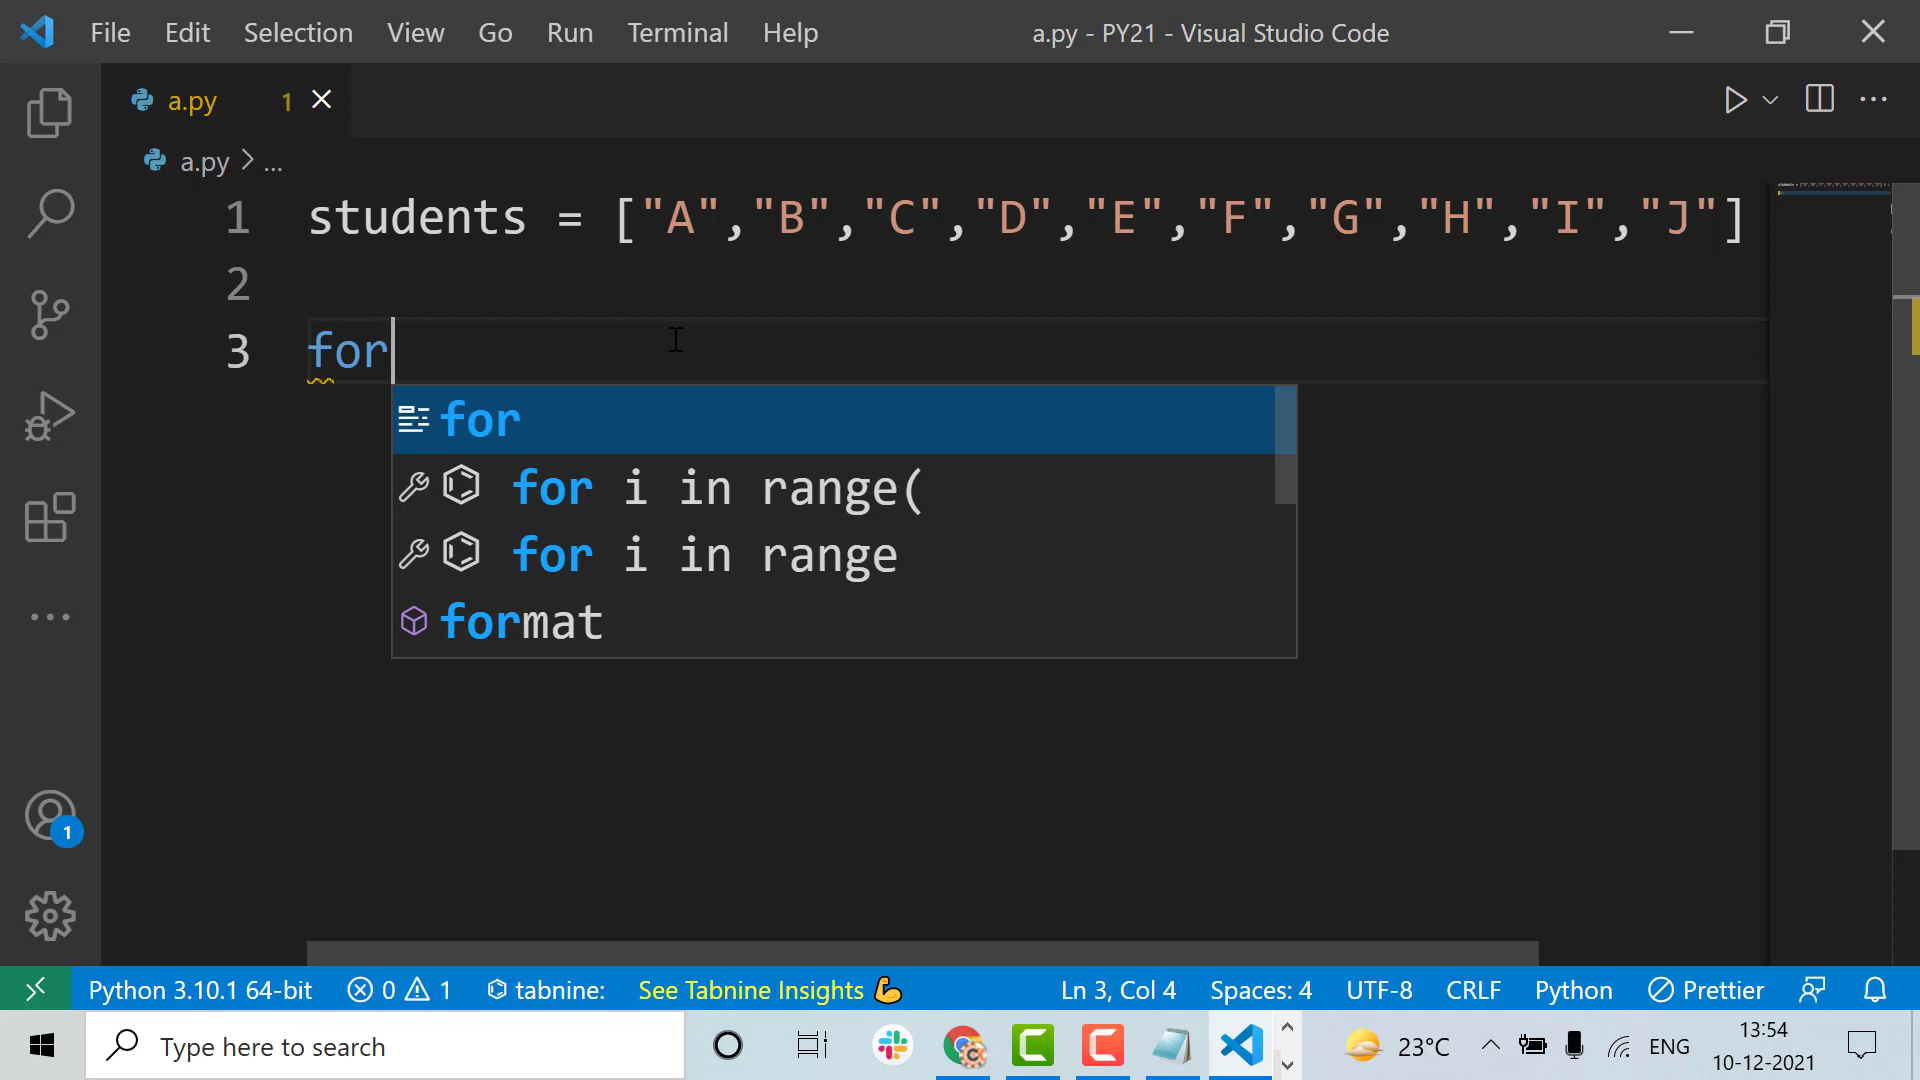 File Edit Selection View Go Run Terminal Help a.py - PY21 - Visual Studio Code
a.py 1
a.py > ...
1 students = ["A","B","C","D","E","F","G","H","I","J"]
2
3 for
for
for i in range(
for i in range
format
1
Python 3.10.1 64-bit 0 1 tabnine: See Tabnine Insights Ln 3, Col 4 Spaces: 4 UTF-8 CRLF Python Prettier
Type here to search 23°C ENG 13:54
10-12-2021